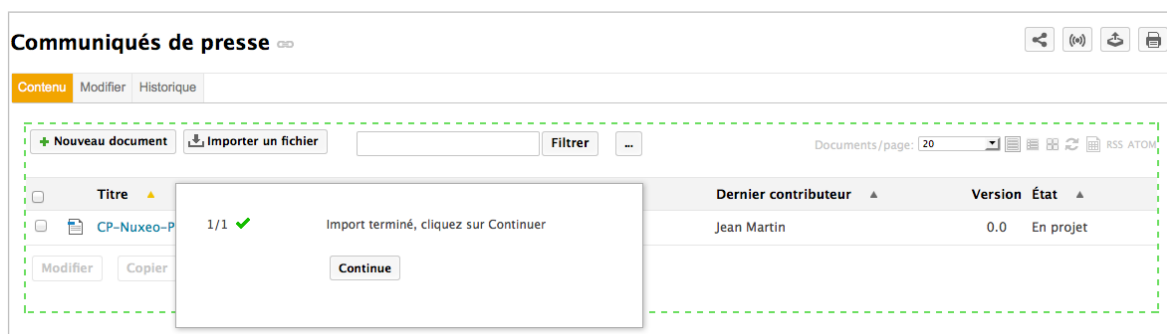 Communiqués de presse
Contenu Modifier Historique
Nouveau document Importer un fichier Filtrer ... Documents/page: 20 RSS ATOM
Titre Dernier contributeur Version État
CP-Nuxeo-P Jean Martin 0.0 En projet
1/1 Import terminé, cliquez sur Continuer
Modifier Copier Continue